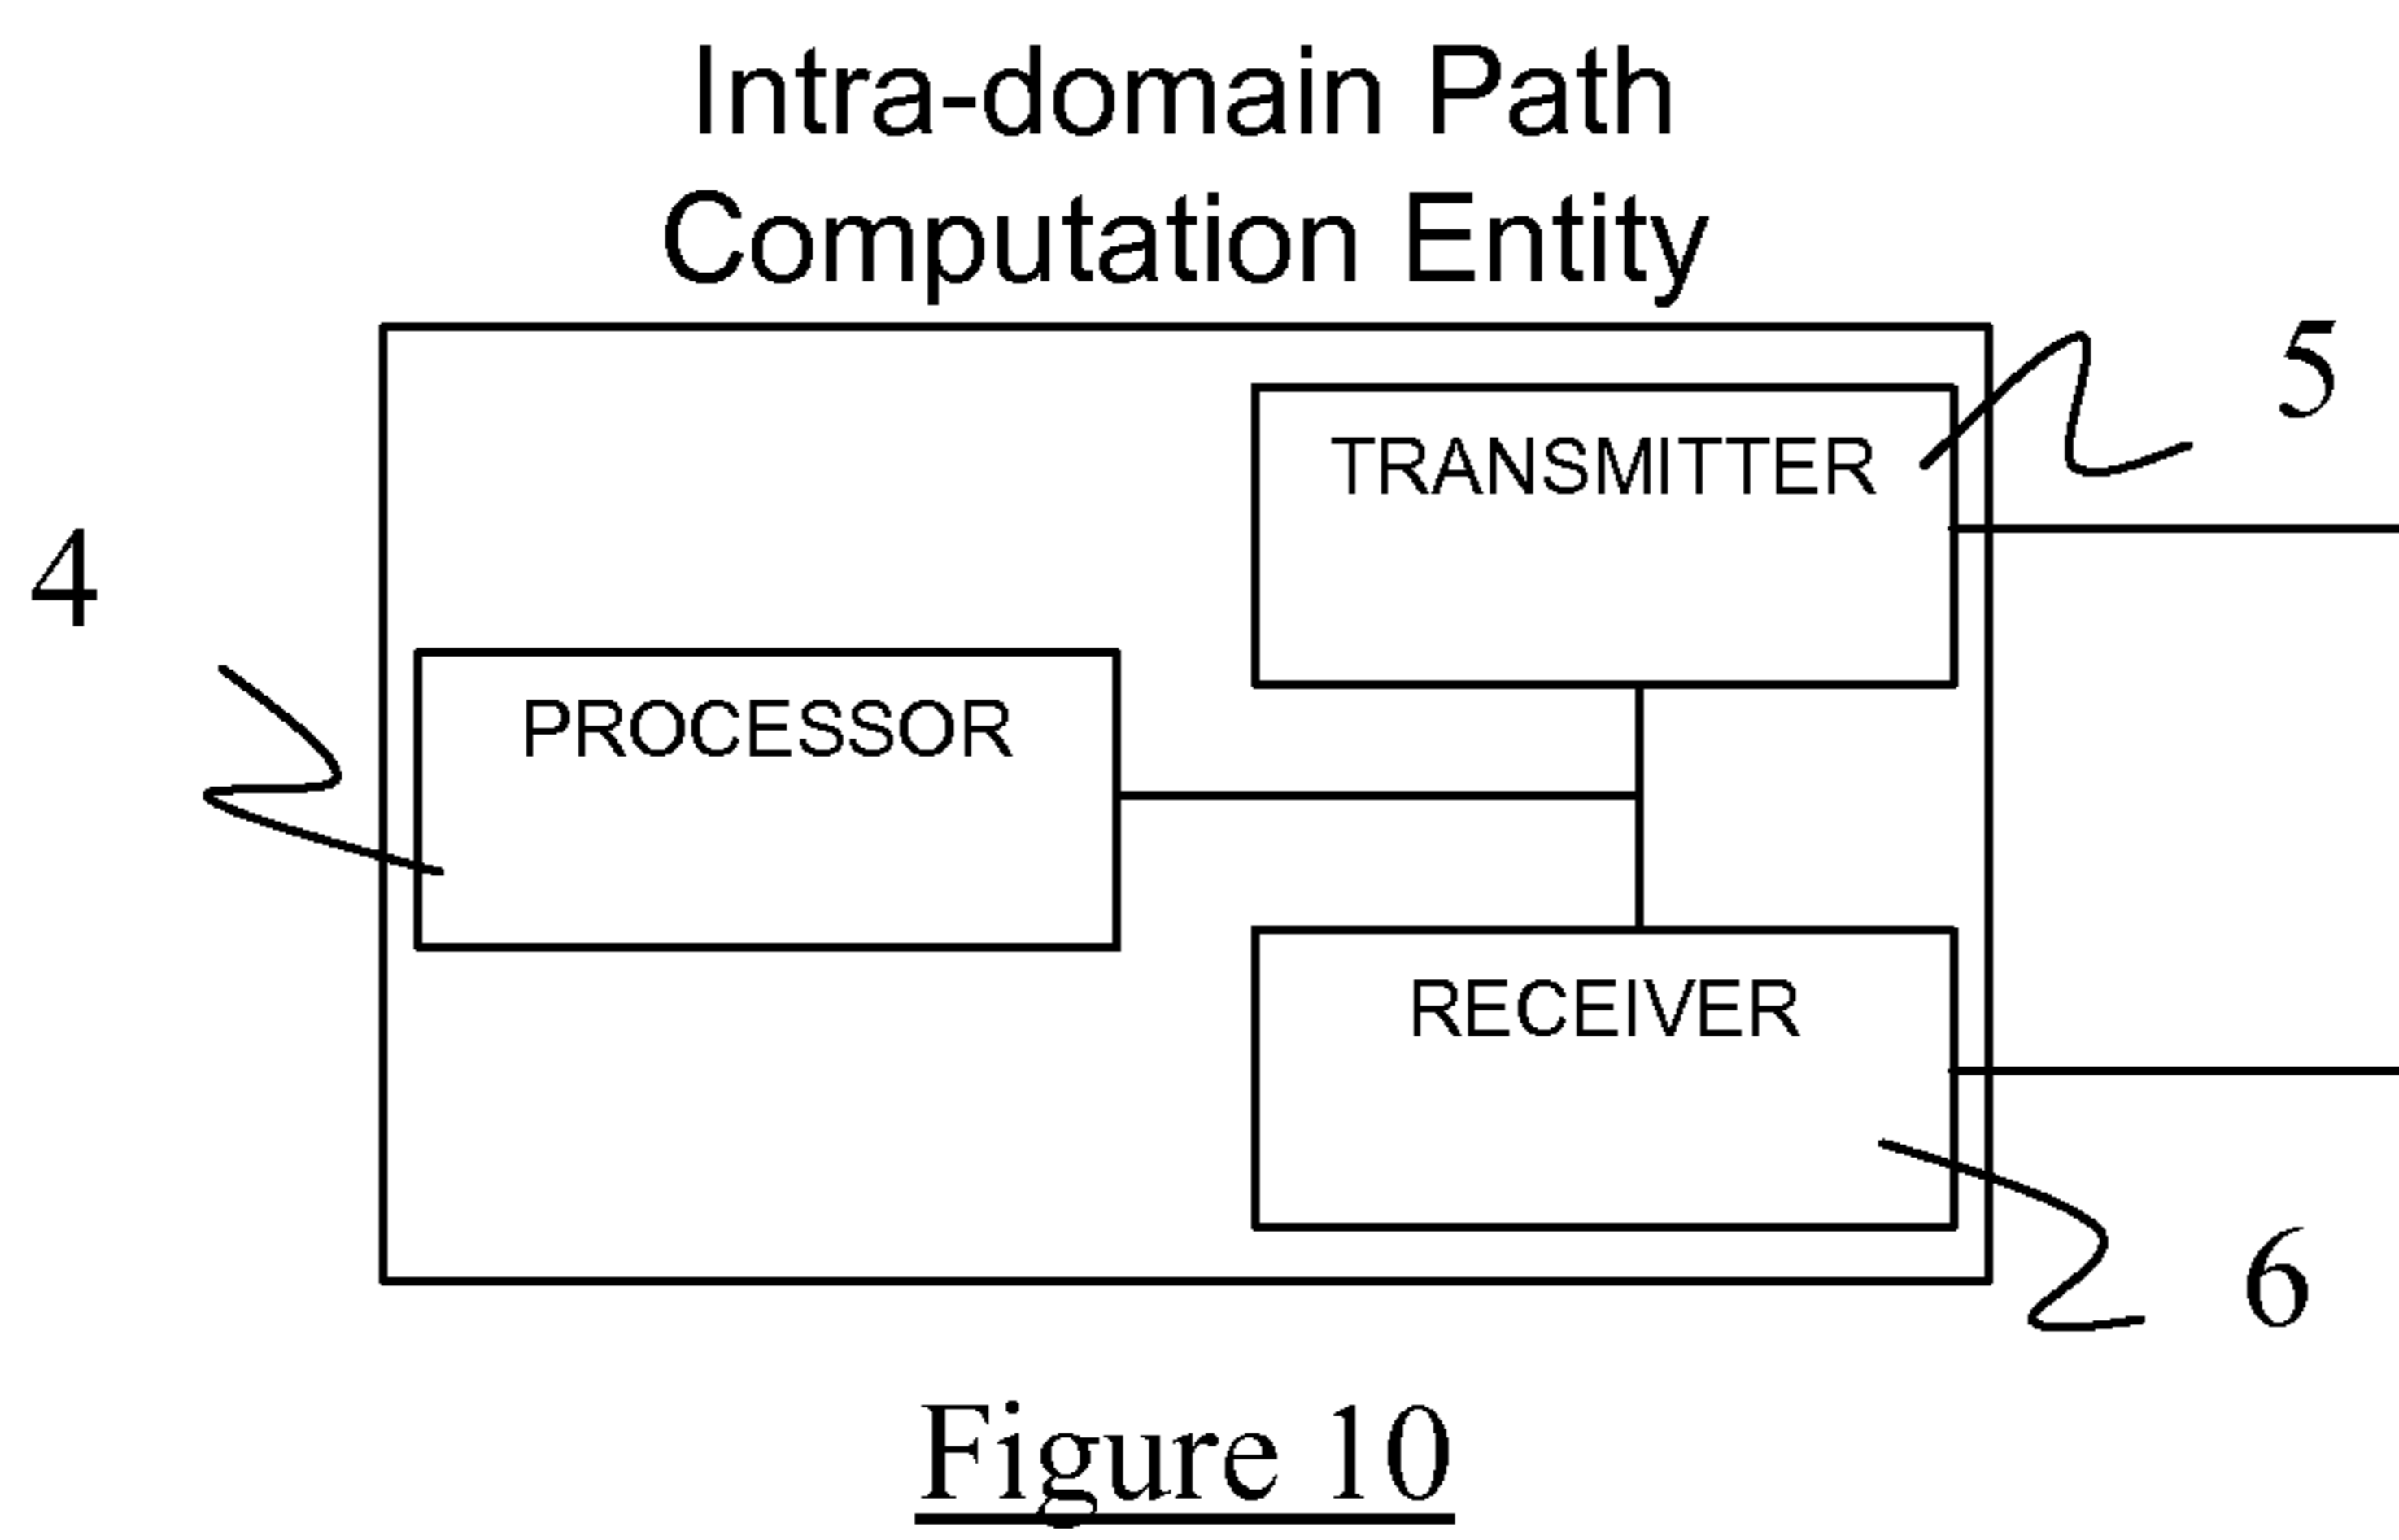 Intra-domain Path
Computation Entity
5
TRANSMITTER
4
PROCESSOR
RECEIVER
6
Figure 10